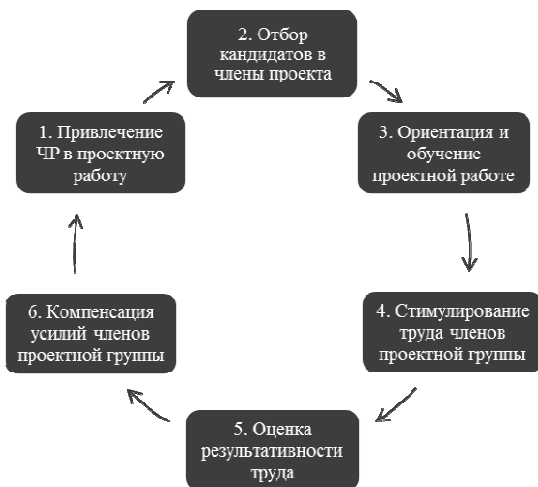 1. Привлечение
ЧР в проектную
работу
2. Отбор
кандидатов в
члены проекта
3. Ориентация и
обучение
проектной работе
4. Стимулирование
труда членов
проектной группы
5. Оценка
результативности
труда
6. Компенсация
усилий членов
проектной группы